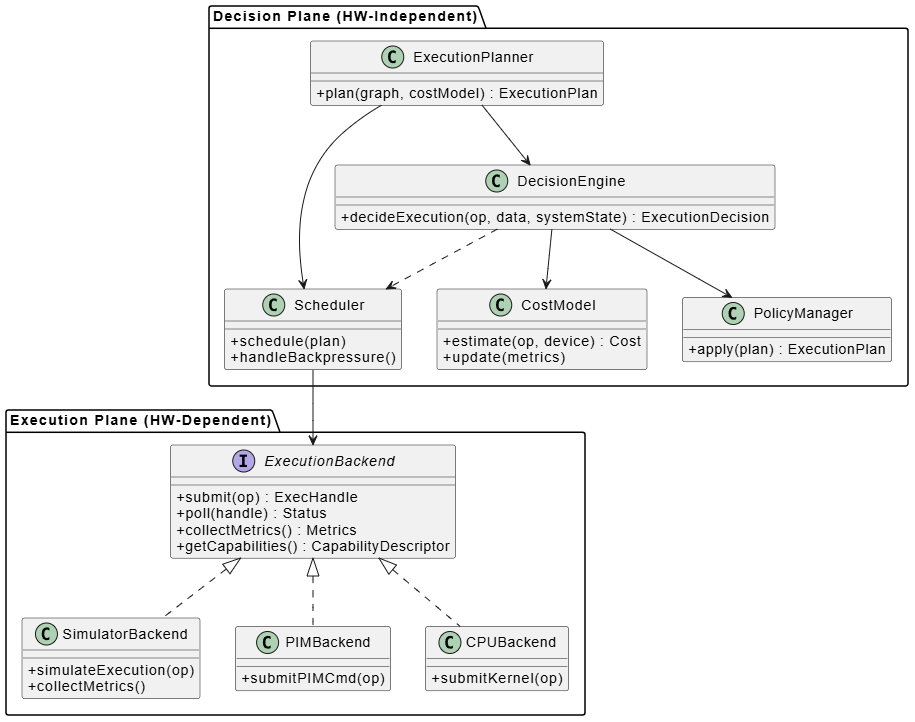 Decision Plane (HW-Independent)
C ExecutionPlanner
+plan(graph, costModel) : ExecutionPlan
C DecisionEngine
+decideExecution(op, data, systemState) : ExecutionDecision
C Scheduler
+schedule(plan)
+handleBackpressure()
C CostModel
+estimate(op, device) : Cost
+update(metrics)
C PolicyManager
+apply(plan) : ExecutionPlan
Execution Plane (HW-Dependent)
I ExecutionBackend
+submit(op) : ExecHandle
+poll(handle) : Status
+collectMetrics() : Metrics
+getCapabilities() : CapabilityDescriptor
C SimulatorBackend
+simulateExecution(op)
+collectMetrics()
C PIMBackend
+submitPIMCmd(op)
C CPUBackend
+submitKernel(op)